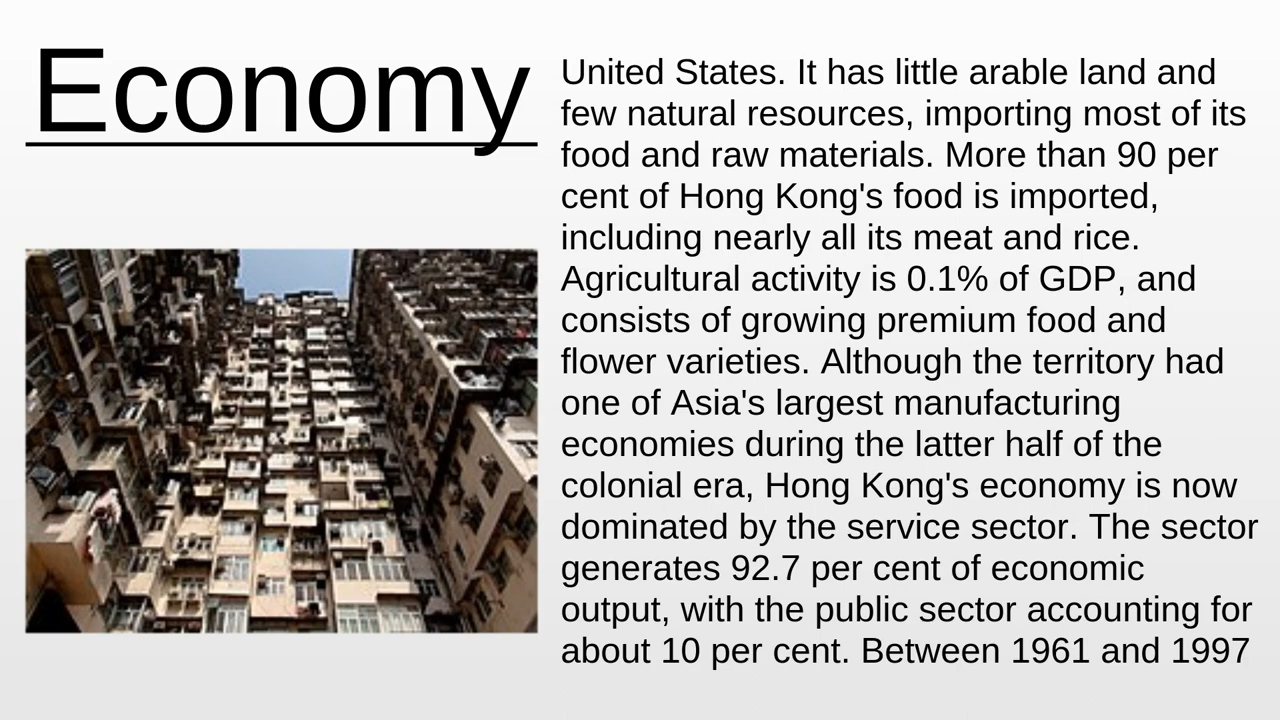 Economy
United States. It has little arable land and
few natural resources, importing most of its
food and raw materials. More than 90 per
cent of Hong Kong's food is imported,
including nearly all its meat and rice.
Agricultural activity is 0.1% of GDP, and
consists of growing premium food and
flower varieties. Although the territory had
one of Asia's largest manufacturing
economies during the latter half of the
colonial era, Hong Kong's economy is now
dominated by the service sector. The sector
generates 92.7 per cent of economic
output, with the public sector accounting for
about 10 per cent. Between 1961 and 1997